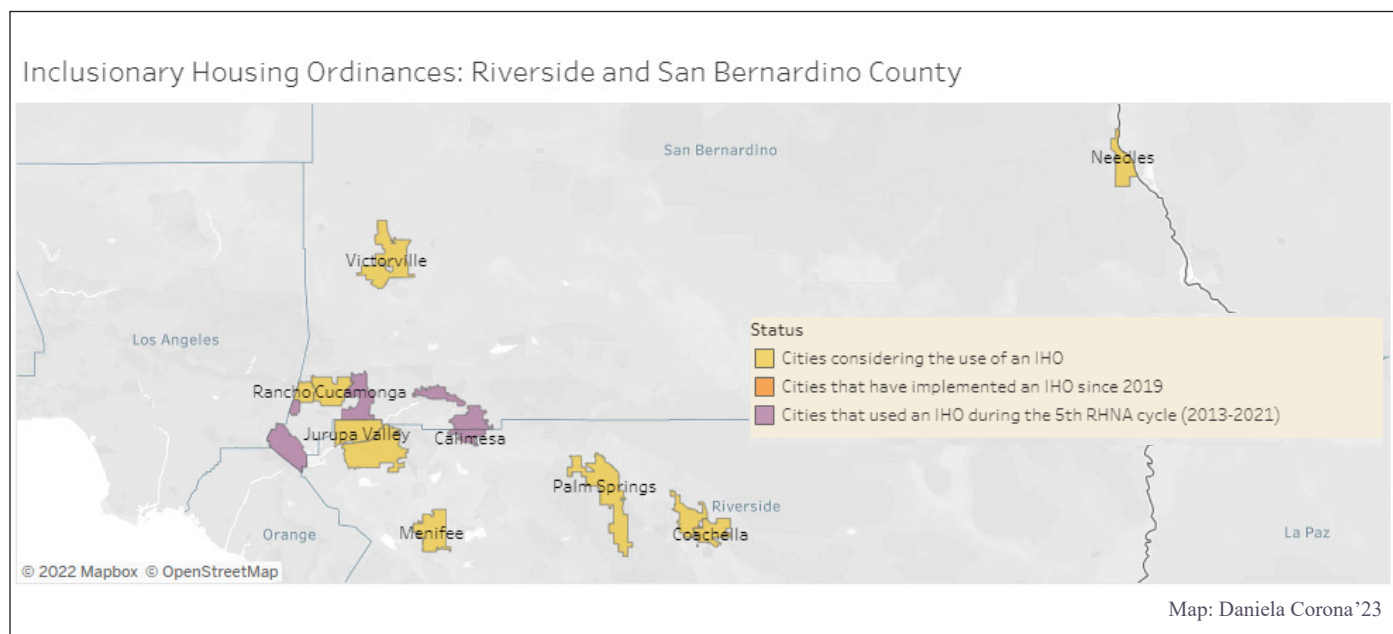 Inclusionary Housing Ordinances: Riverside and San Bernardino County
San Bernardino
Needles
Victorville
Los Angeles
Status
Cities considering the use of an IHO
Cities that have implemented an IHO since 2019
Cities that used an IHO during the 5th RHNA cycle (2013-2021)
Rancho Cucamonga
Jurupa Valley
Calimesa
Palm Springs
Riverside
Menifee
Coachella
Orange
La Paz
© 2022 Mapbox © OpenStreetMap
Map: Daniela Corona’23